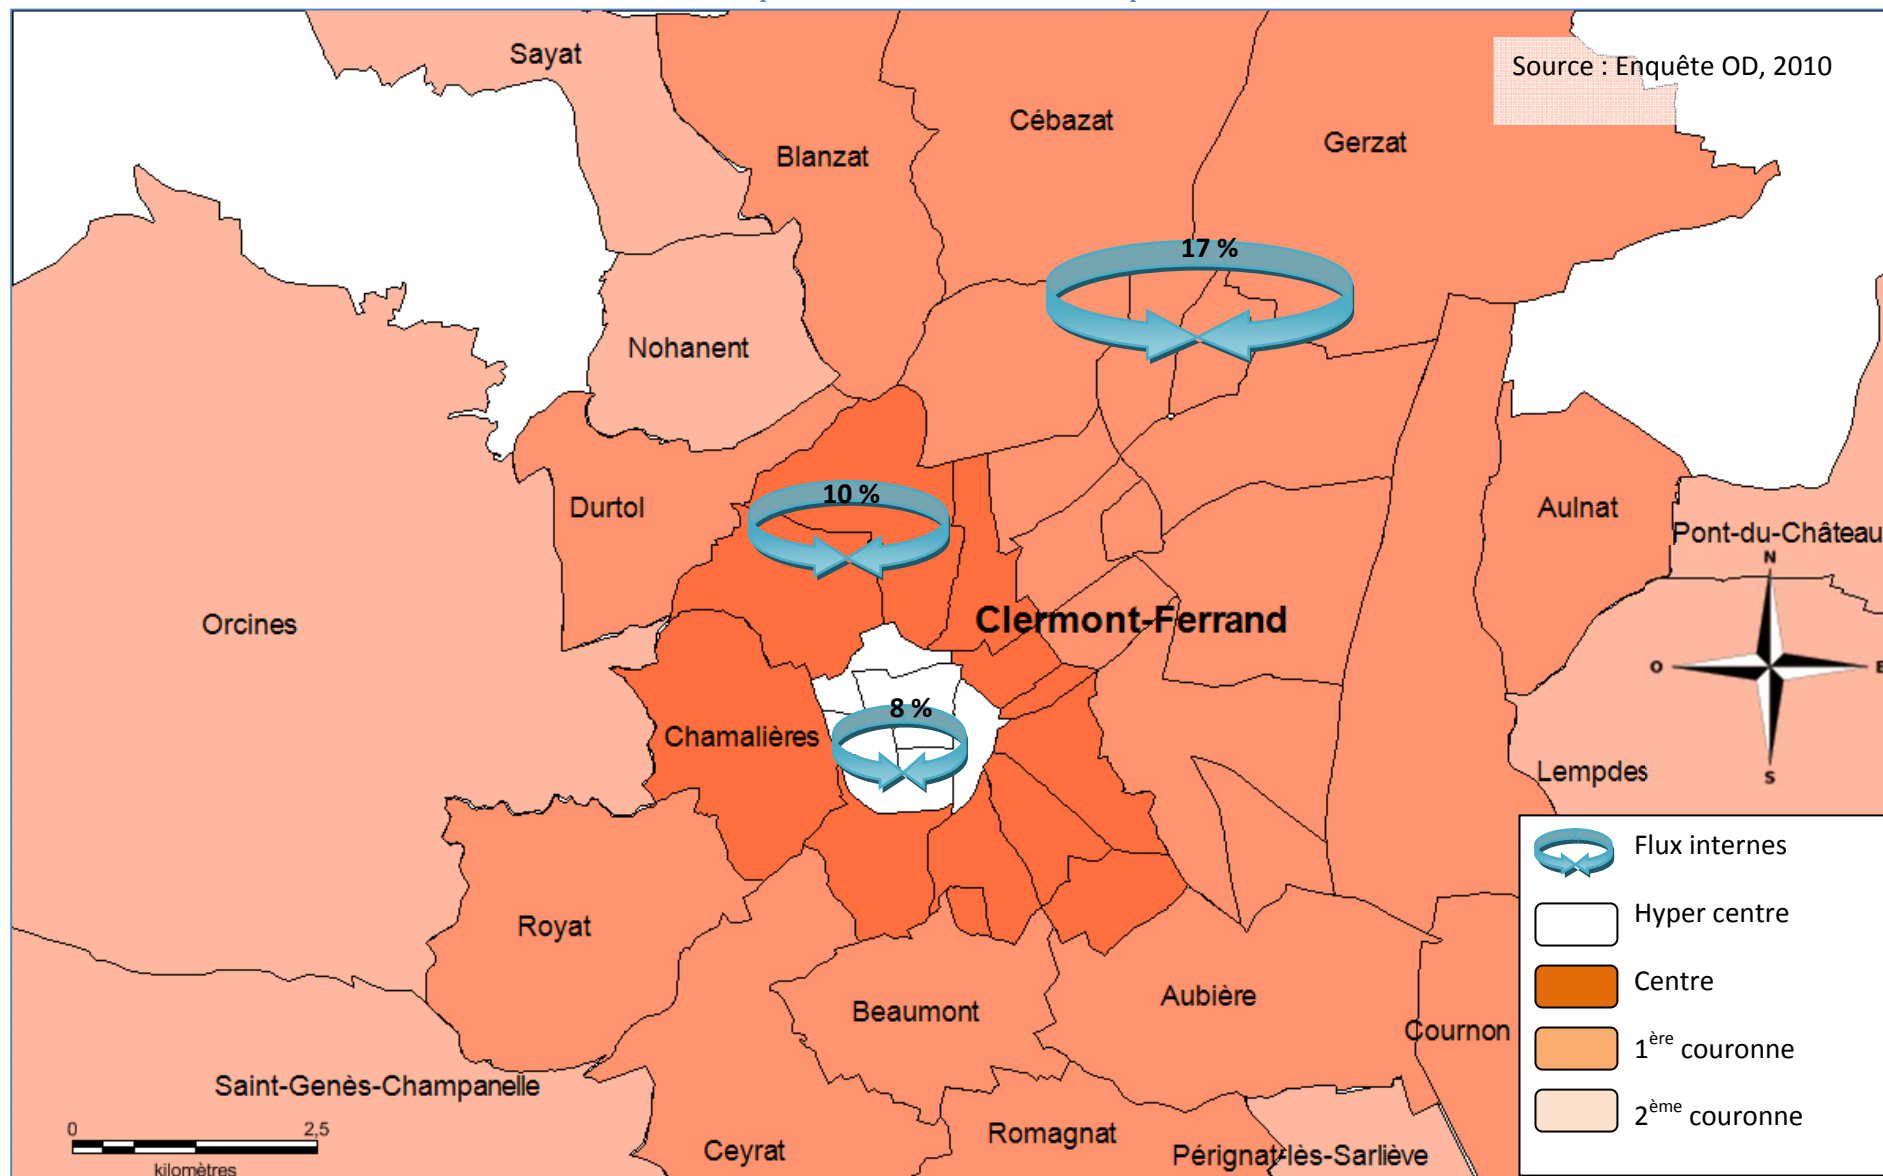 Sayat
Source : Enquête OD, 2010
Cébazat
Gerzat
Blanzat
17 %
Nohanent
10 %
Durtol
Aulnat
Pont-du-Château
N
Orcines
Clermont-Ferrand
O
E
8 %
Chamalières
Lempdes
S
Flux internes
Hyper centre
Royat
Centre
Aubière
Beaumont
Cournon
1ère couronne
Saint-Genès-Champanelle
2ème couronne
0 2,5
Romagnat
Ceyrat
Pérignat-lès-Sarliève
kilomètres